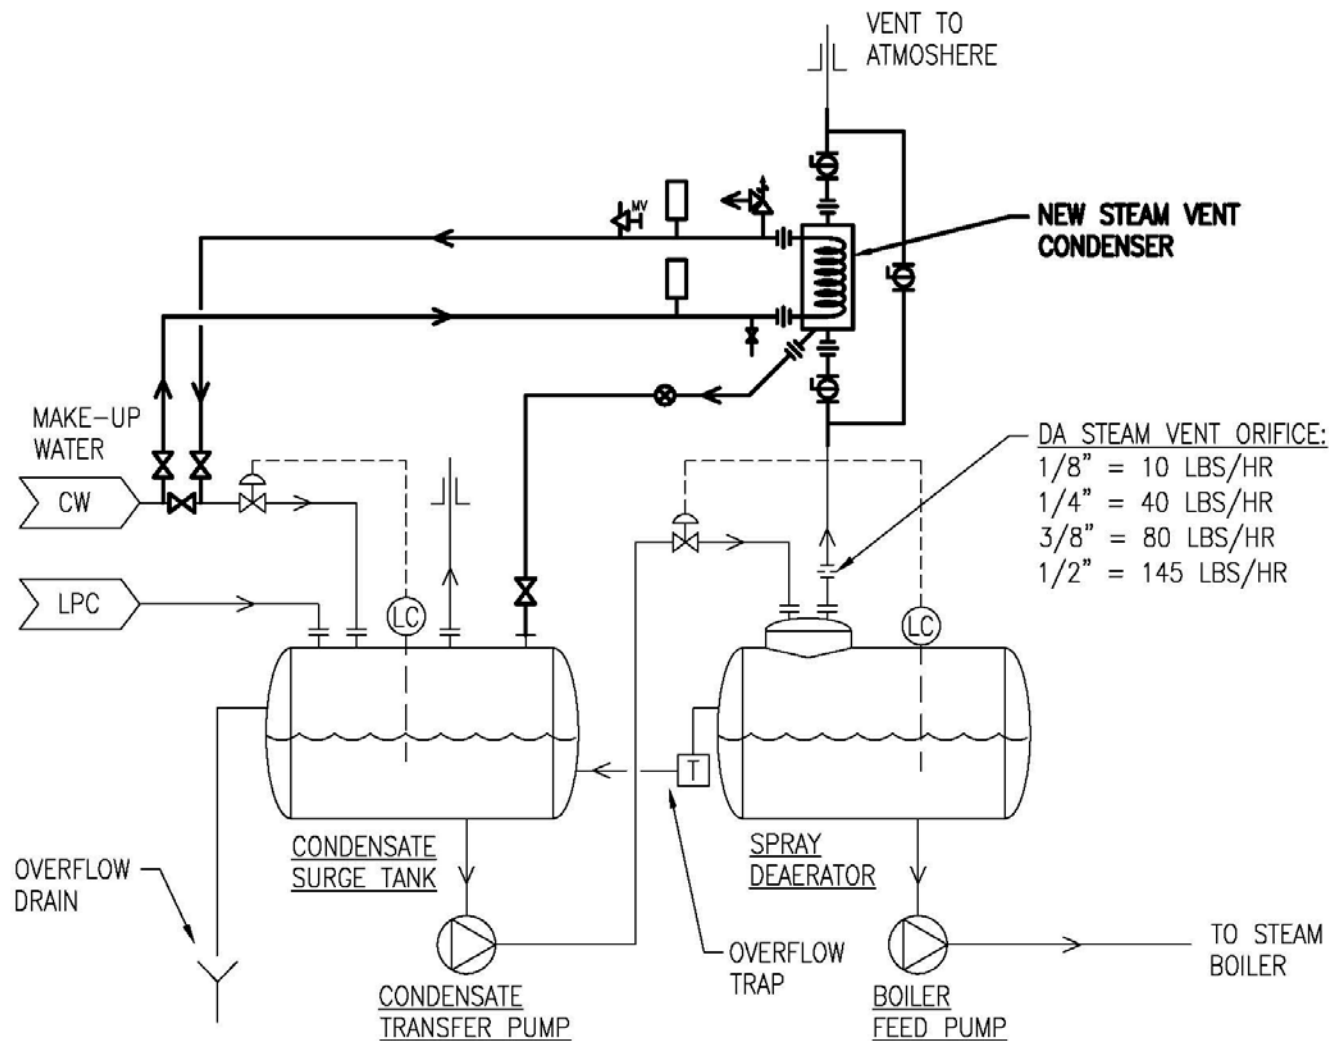 VENT TO
ATMOSHERE
MV
NEW STEAM VENT
CONDENSER
MAKE-UP
WATER
CW
DA STEAM VENT ORIFICE:
1/8" = 10 LBS/HR
1/4" = 40 LBS/HR
3/8" = 80 LBS/HR
1/2" = 145 LBS/HR
LPC
LC
LC
T
CONDENSATE
SURGE TANK
SPRAY
DEAERATOR
OVERFLOW
DRAIN
OVERFLOW
TRAP
TO STEAM
BOILER
CONDENSATE
TRANSFER PUMP
BOILER
FEED PUMP